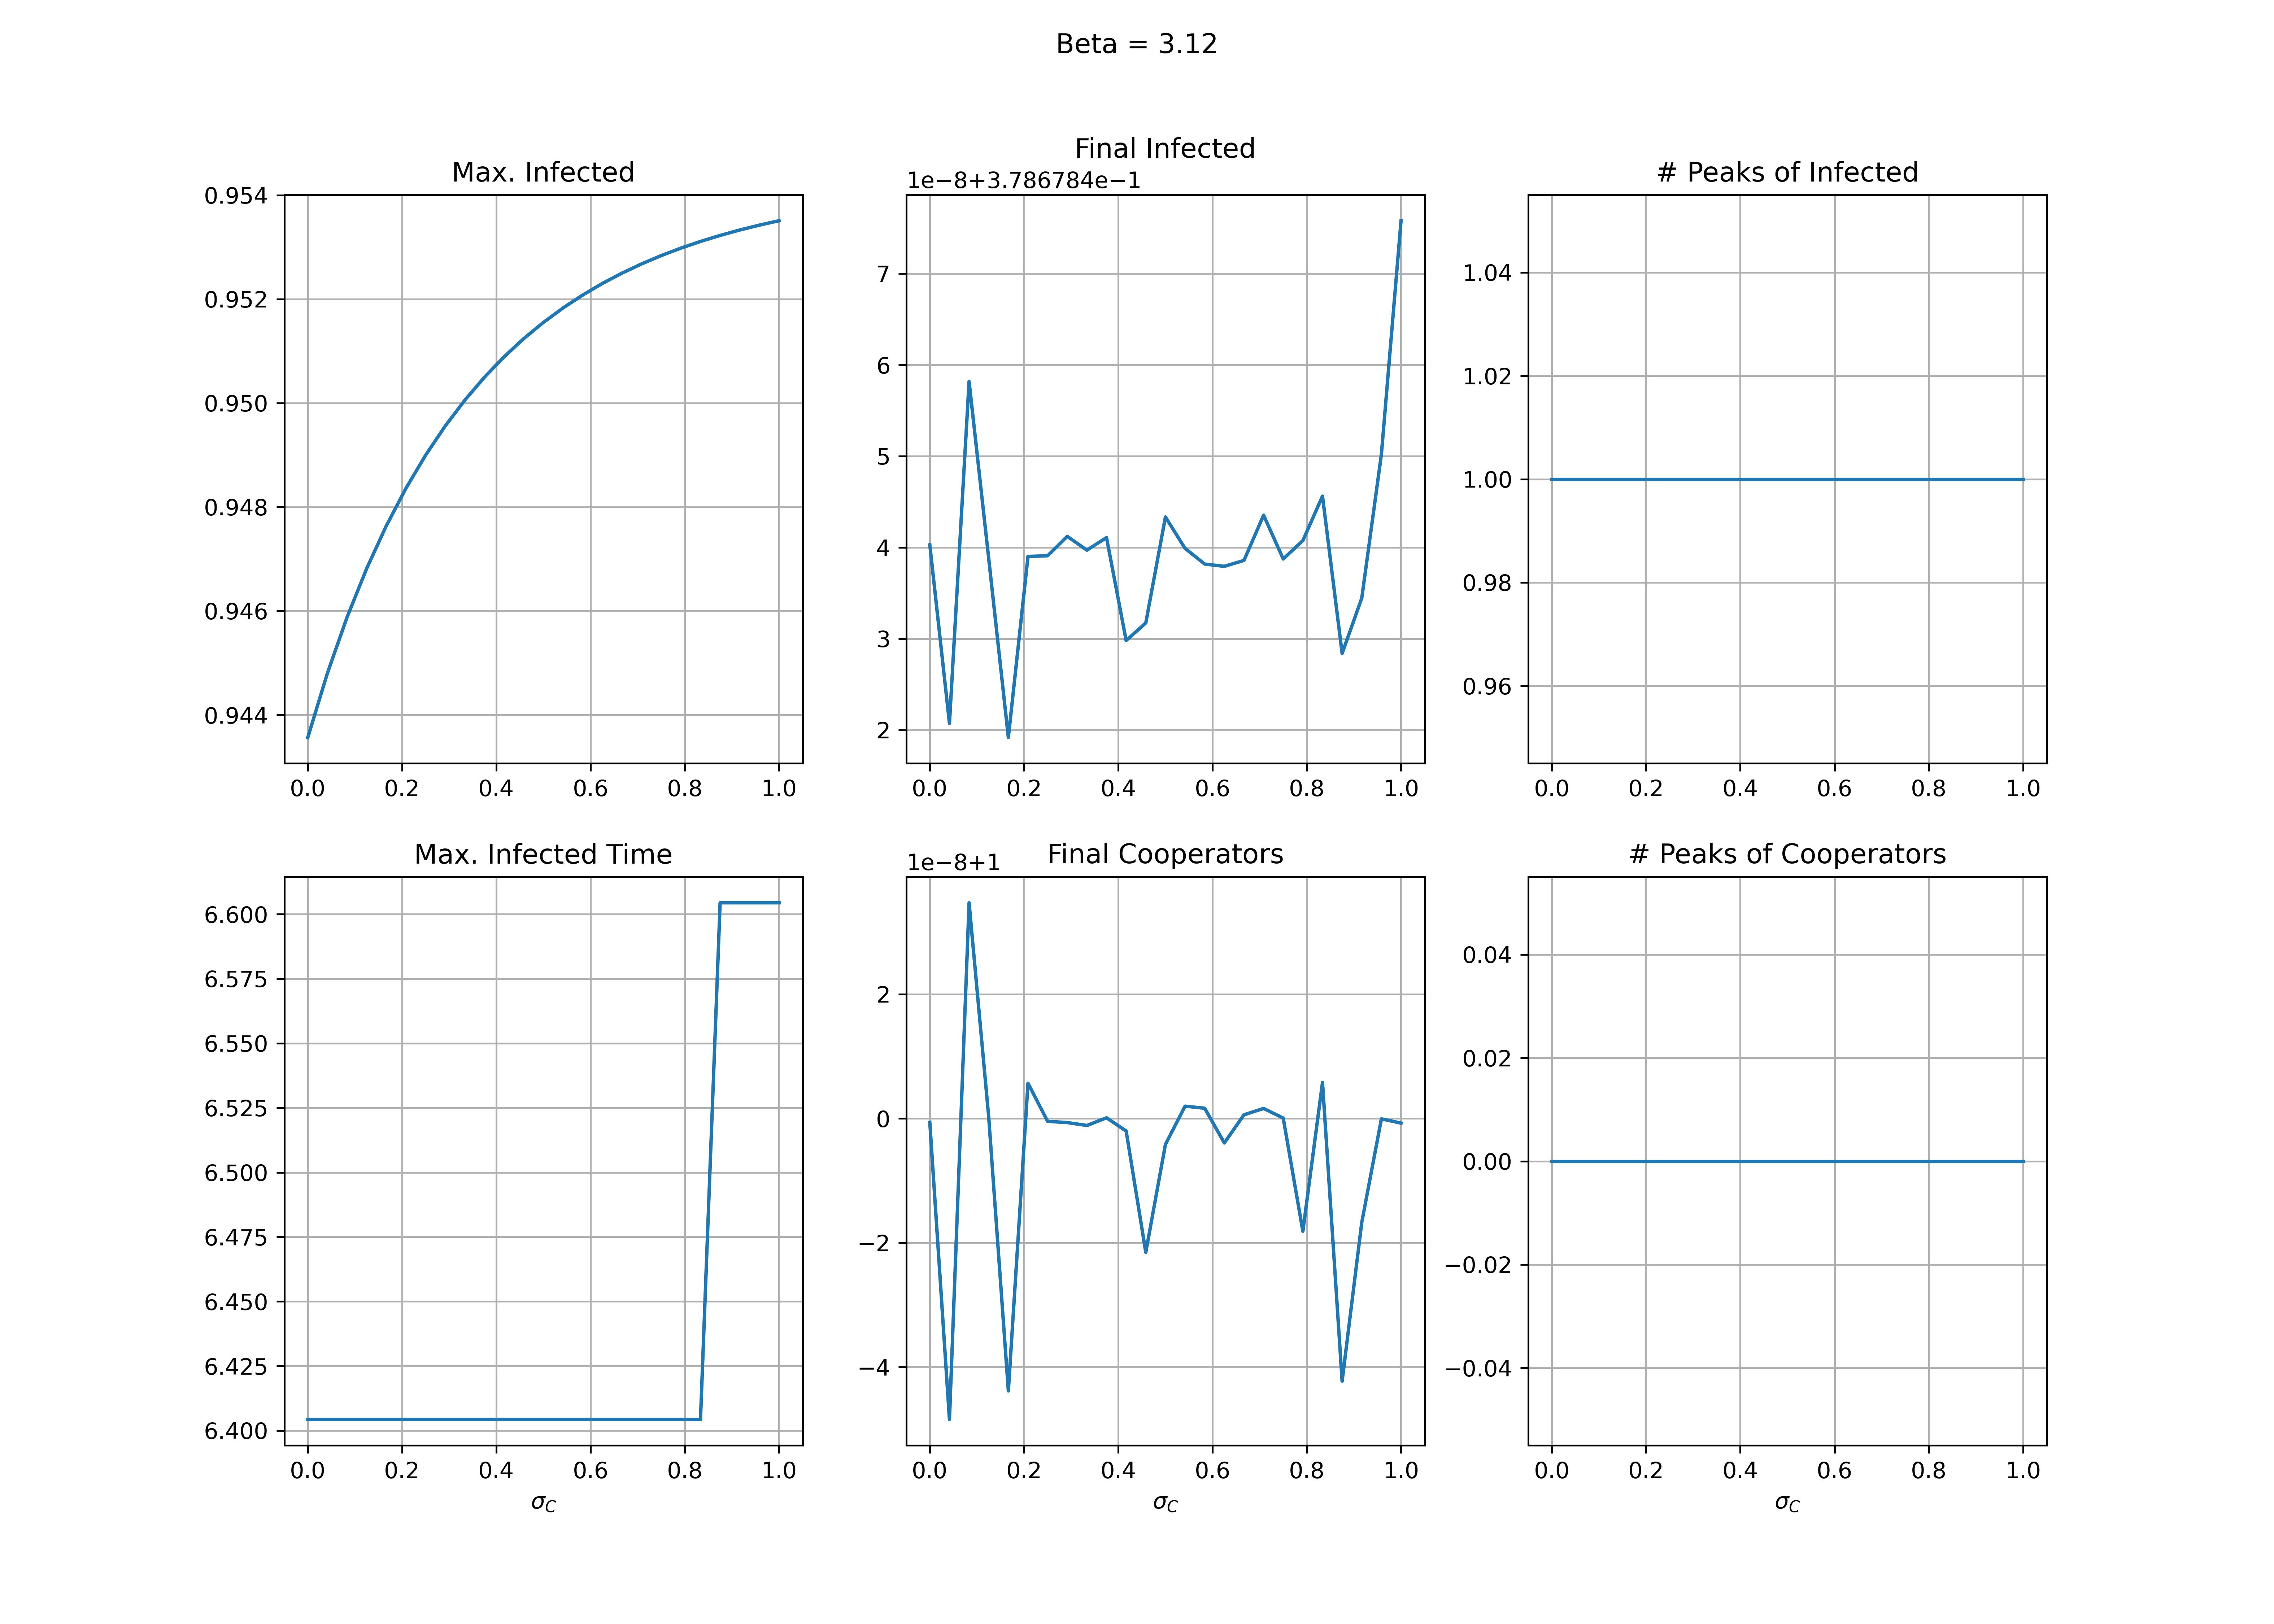 Beta = 3.12
Max. Infected
0.954
0.952
0.950
0.948
0.946
0.944
0.0 0.2 0.4 0.6 0.8 1.0
Final Infected
1e−8+3.786784e−1
7
6
5
4
3
2
0.0 0.2 0.4 0.6 0.8 1.0
# Peaks of Infected
1.04
1.02
1.00
0.98
0.96
0.0 0.2 0.4 0.6 0.8 1.0
Max. Infected Time
6.600
6.575
6.550
6.525
6.500
6.475
6.450
6.425
6.400
0.0 0.2 0.4 0.6 0.8 1.0
σC
Final Cooperators
1e−8+1
2
0
−2
−4
0.0 0.2 0.4 0.6 0.8 1.0
σC
# Peaks of Cooperators
0.04
0.02
0.00
−0.02
−0.04
0.0 0.2 0.4 0.6 0.8 1.0
σC